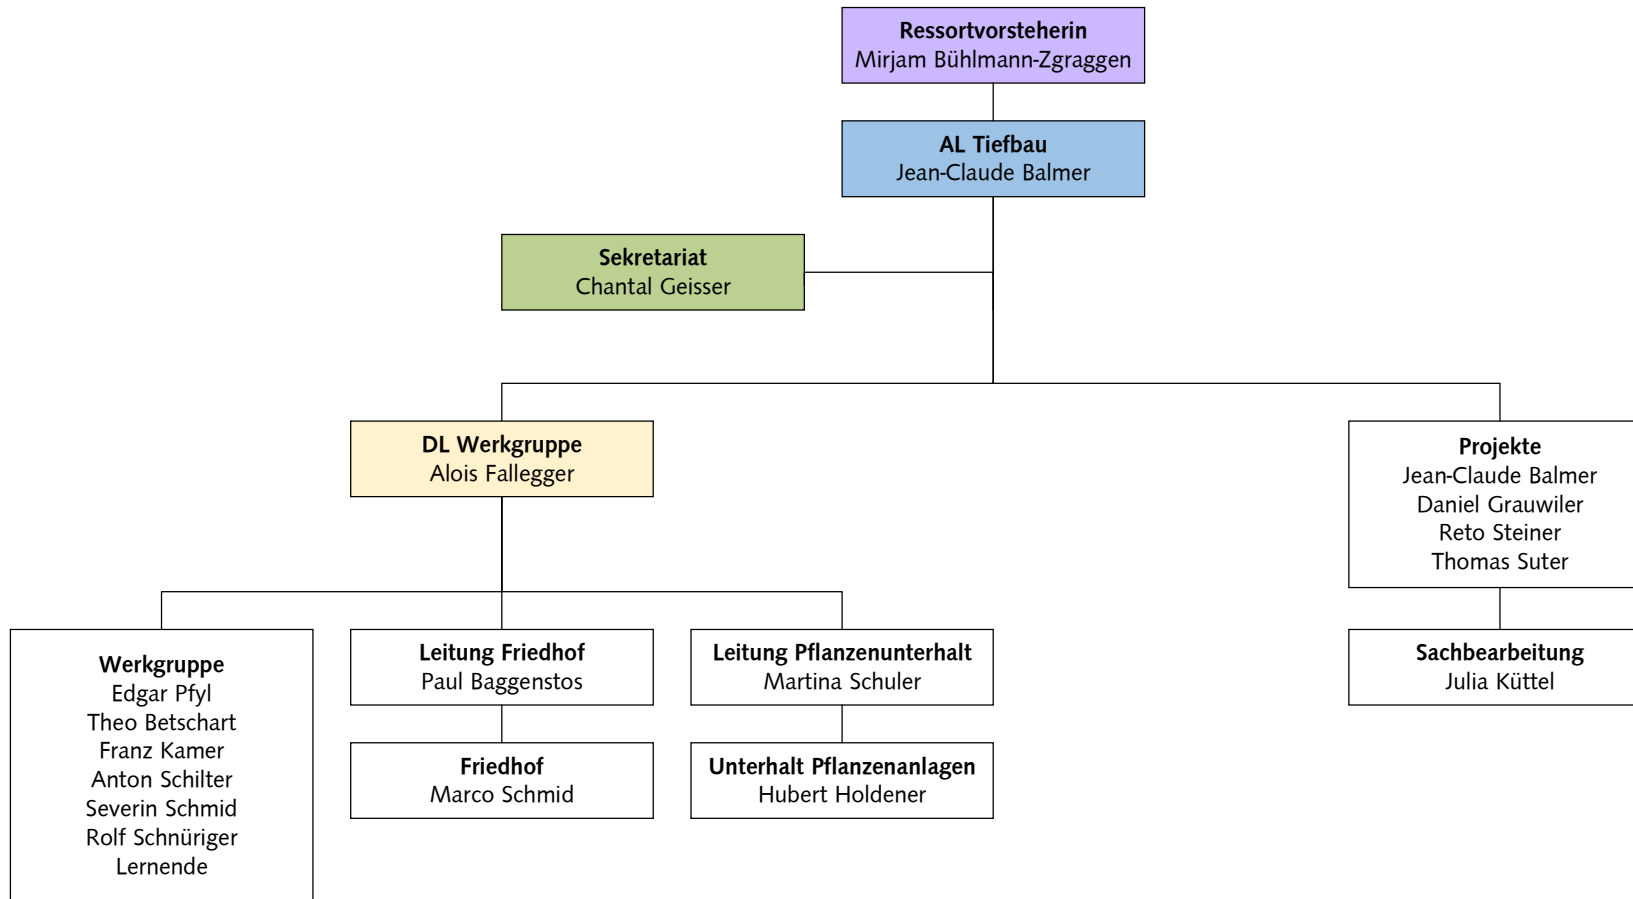 Ressortvorsteherin
Mirjam Bühlmann-Zgraggen
AL Tiefbau
Jean-Claude Balmer
Sekretariat
Chantal Geisser
DL Werkgruppe
Alois Fallegger
Projekte
Jean-Claude Balmer
Daniel Grauwiler
Reto Steiner
Thomas Suter
Werkgruppe
Edgar Pfyl
Theo Betschart
Franz Kamer
Anton Schilter
Severin Schmid
Rolf Schnüriger
Lernende
Leitung Friedhof
Paul Baggenstos
Leitung Pflanzenunterhalt
Martina Schuler
Sachbearbeitung
Julia Küttel
Friedhof
Marco Schmid
Unterhalt Pflanzenanlagen
Hubert Holdener